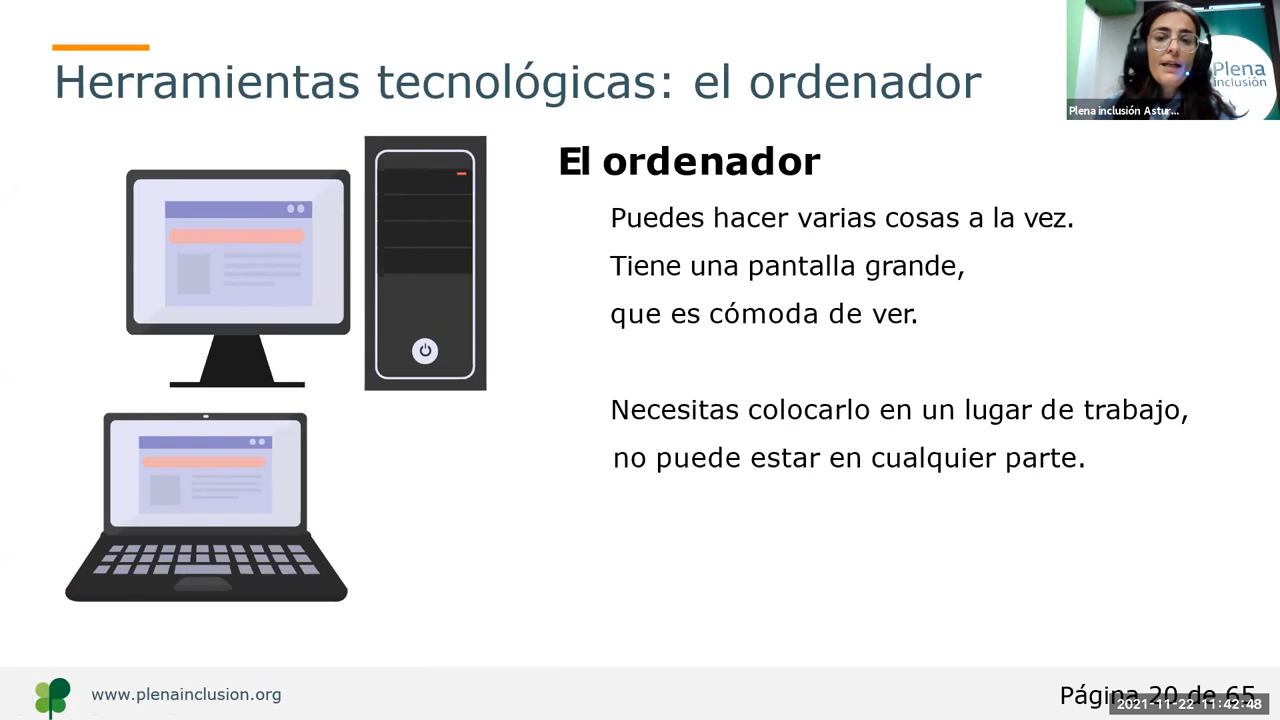 Herramientas tecnológicas: el ordenador
Plena
inclusión
Plena inclusión Astur...
El ordenador
Puedes hacer varias cosas a la vez.
Tiene una pantalla grande,
que es cómoda de ver.
Necesitas colocarlo en un lugar de trabajo,
no puede estar en cualquier parte.
www.plenainclusion.org
Página 20 de 65
2021-11-22 11:42:48